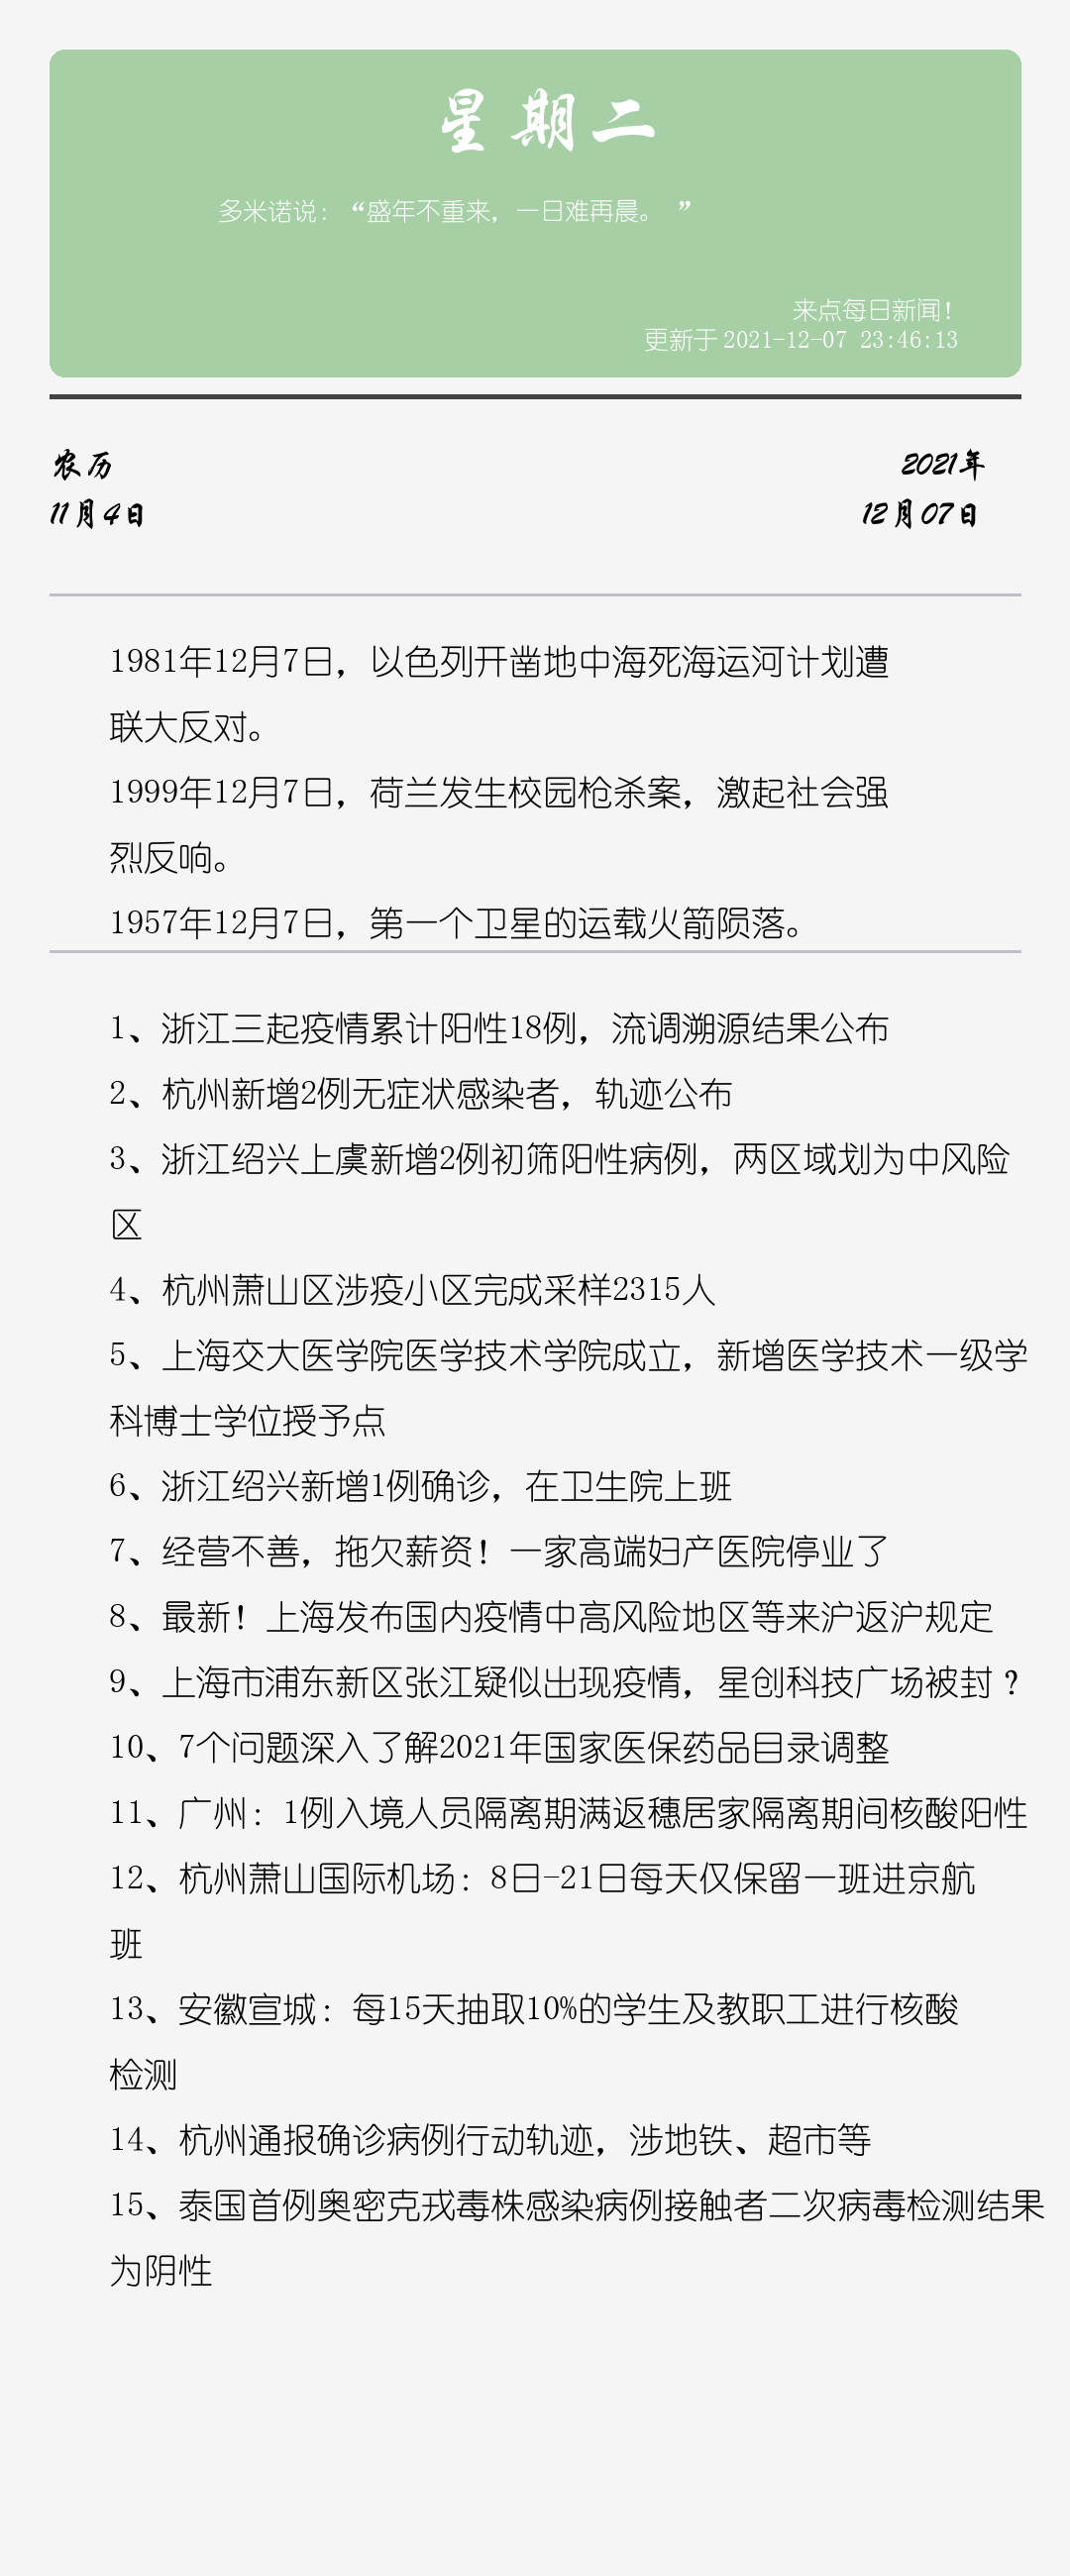 星期二
多米诺说：“盛年不重来，一日难再晨。 ”
来点每日新闻！
更新于 2021-12-07 23:46:13
农历
2021年
11月4日
12月07日
1981年12月7日，以色列开凿地中海死海运河计划遭
联大反对。
1999年12月7日，荷兰发生校园枪杀案，激起社会强
烈反响。
1957年12月7日，第一个卫星的运载火箭陨落。
1、浙江三起疫情累计阳性18例，流调溯源结果公布
2、杭州新增2例无症状感染者，轨迹公布
3、浙江绍兴上虞新增2例初筛阳性病例，两区域划为中风险
区
4、杭州萧山区涉疫小区完成采样2315人
5、上海交大医学院医学技术学院成立，新增医学技术一级学
科博士学位授予点
6、浙江绍兴新增1例确诊，在卫生院上班
7、经营不善，拖欠薪资！一家高端妇产医院停业了
8、最新！上海发布国内疫情中高风险地区等来沪返沪规定
9、上海市浦东新区张江疑似出现疫情，星创科技广场被封？
10、7个问题深入了解2021年国家医保药品目录调整
11、广州：1例入境人员隔离期满返穗居家隔离期间核酸阳性
12、杭州萧山国际机场：8日-21日每天仅保留一班进京航
班
13、安徽宣城：每15天抽取10%的学生及教职工进行核酸
检测
14、杭州通报确诊病例行动轨迹，涉地铁、超市等
15、泰国首例奥密克戎毒株感染病例接触者二次病毒检测结果
为阴性